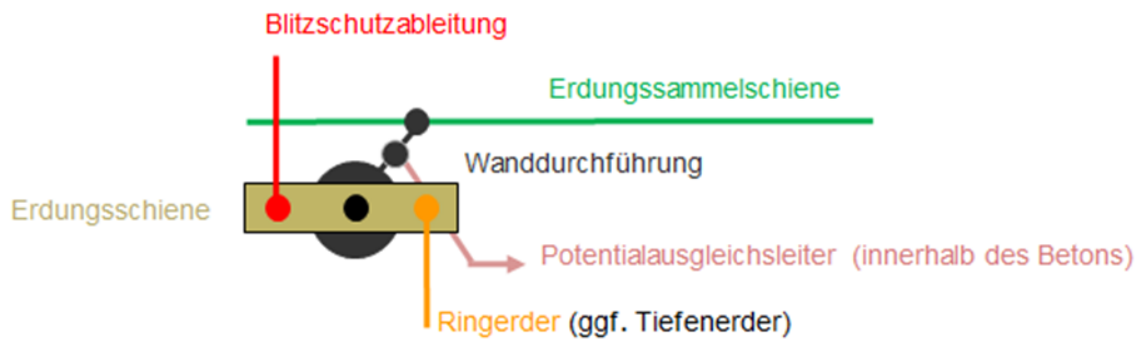 Blitzschutzableitung
Erdungssammelschiene
Wanddurchführung
Erdungsschiene
Potentialausgleichsleiter (innerhalb des Betons)
Ringerder (ggf. Tiefenerder)